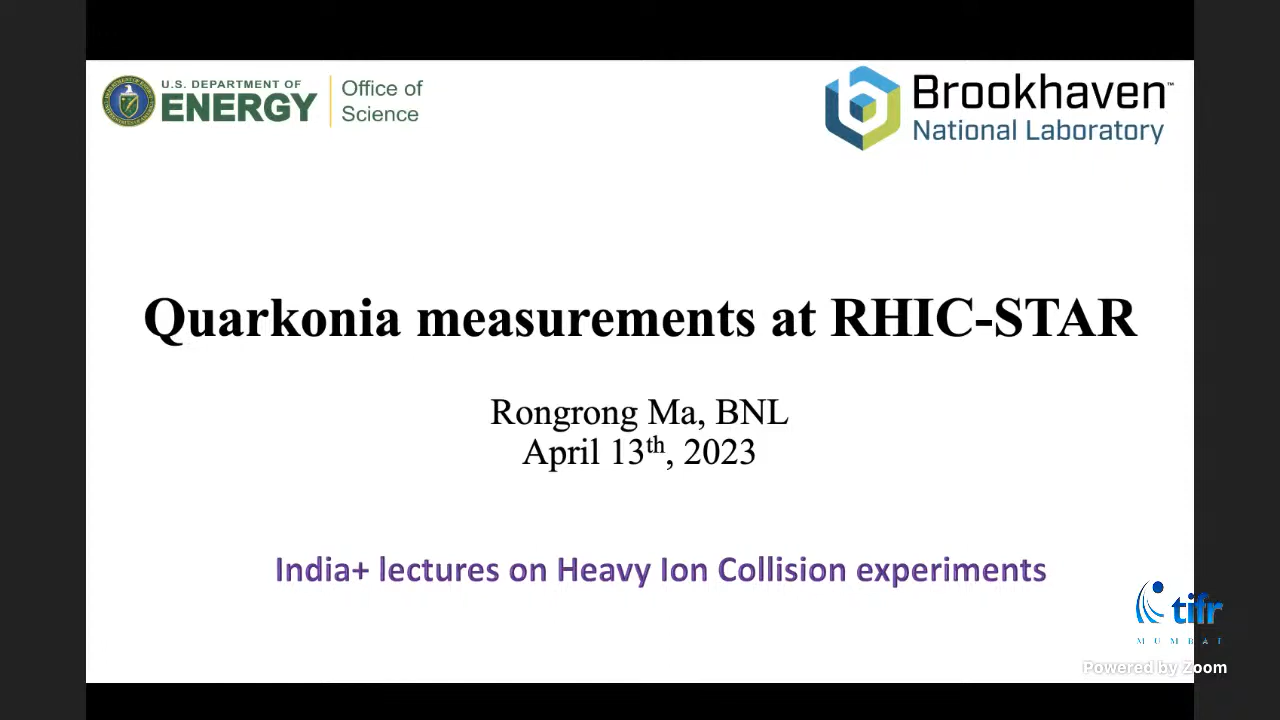 U.S. DEPARTMENT OF
ENERGY
Office of
Science
Brookhaven™
National Laboratory
Quarkonia measurements at RHIC-STAR
Rongrong Ma, BNL
April 13th, 2023
India+ lectures on Heavy Ion Collision experiments
tifr
MUMBAI
Powered by Zoom